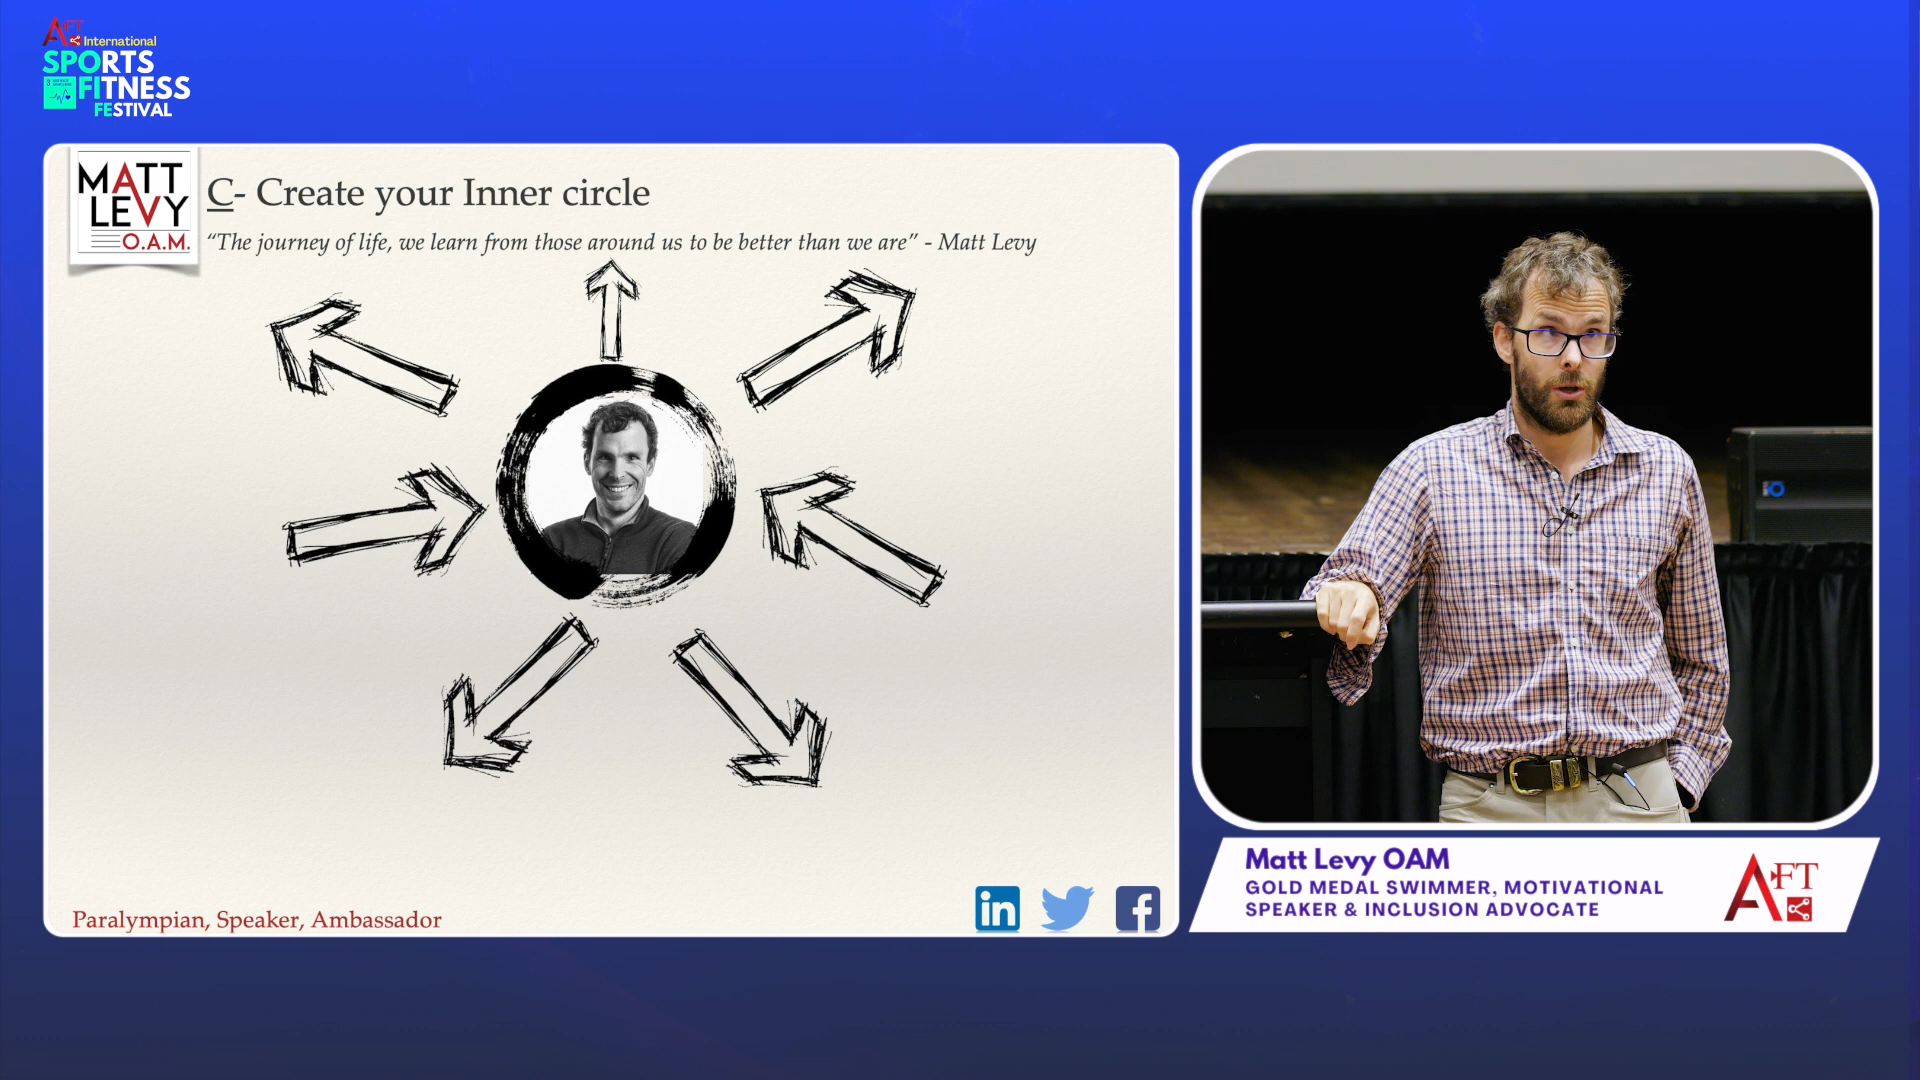 AFT International
SPORTS
FITNESS
FESTIVAL
MATT
LEVY
O.A.M.
C- Create your Inner circle
“The journey of life, we learn from those around us to be better than we are” - Matt Levy
Paralympian, Speaker, Ambassador
in
f
Matt Levy OAM
GOLD MEDAL SWIMMER, MOTIVATIONAL
SPEAKER & INCLUSION ADVOCATE
AFT